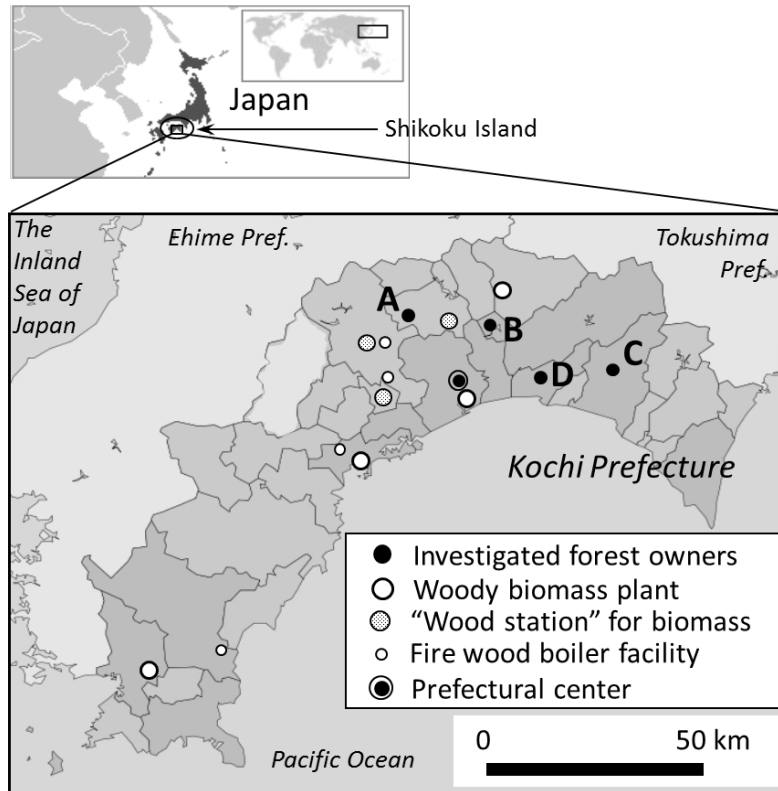 Japan
Shikoku Island
The
Inland
Sea of
Japan
Ehime Pref.
Tokushima
Pref.
A
B
C
D
Kochi Prefecture
Investigated forest owners
Woody biomass plant
“Wood station” for biomass
Fire wood boiler facility
Prefectural center
0 50 km
Pacific Ocean